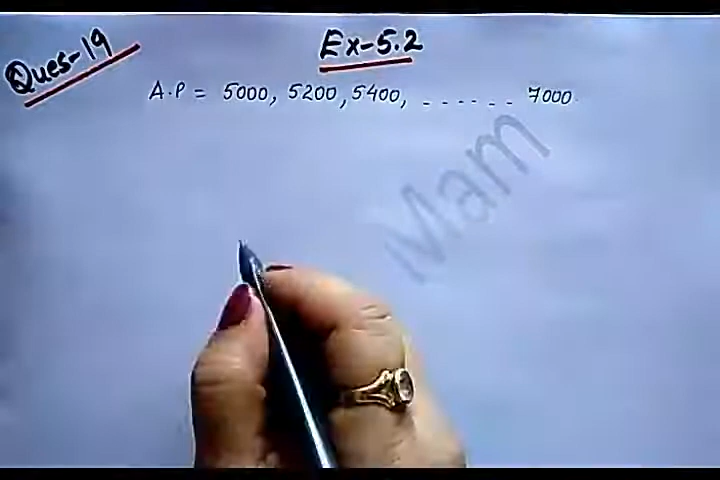 Ques-19
Ex-5.2
A.P = 5000, 5200, 5400, ------ 7000.
Mam